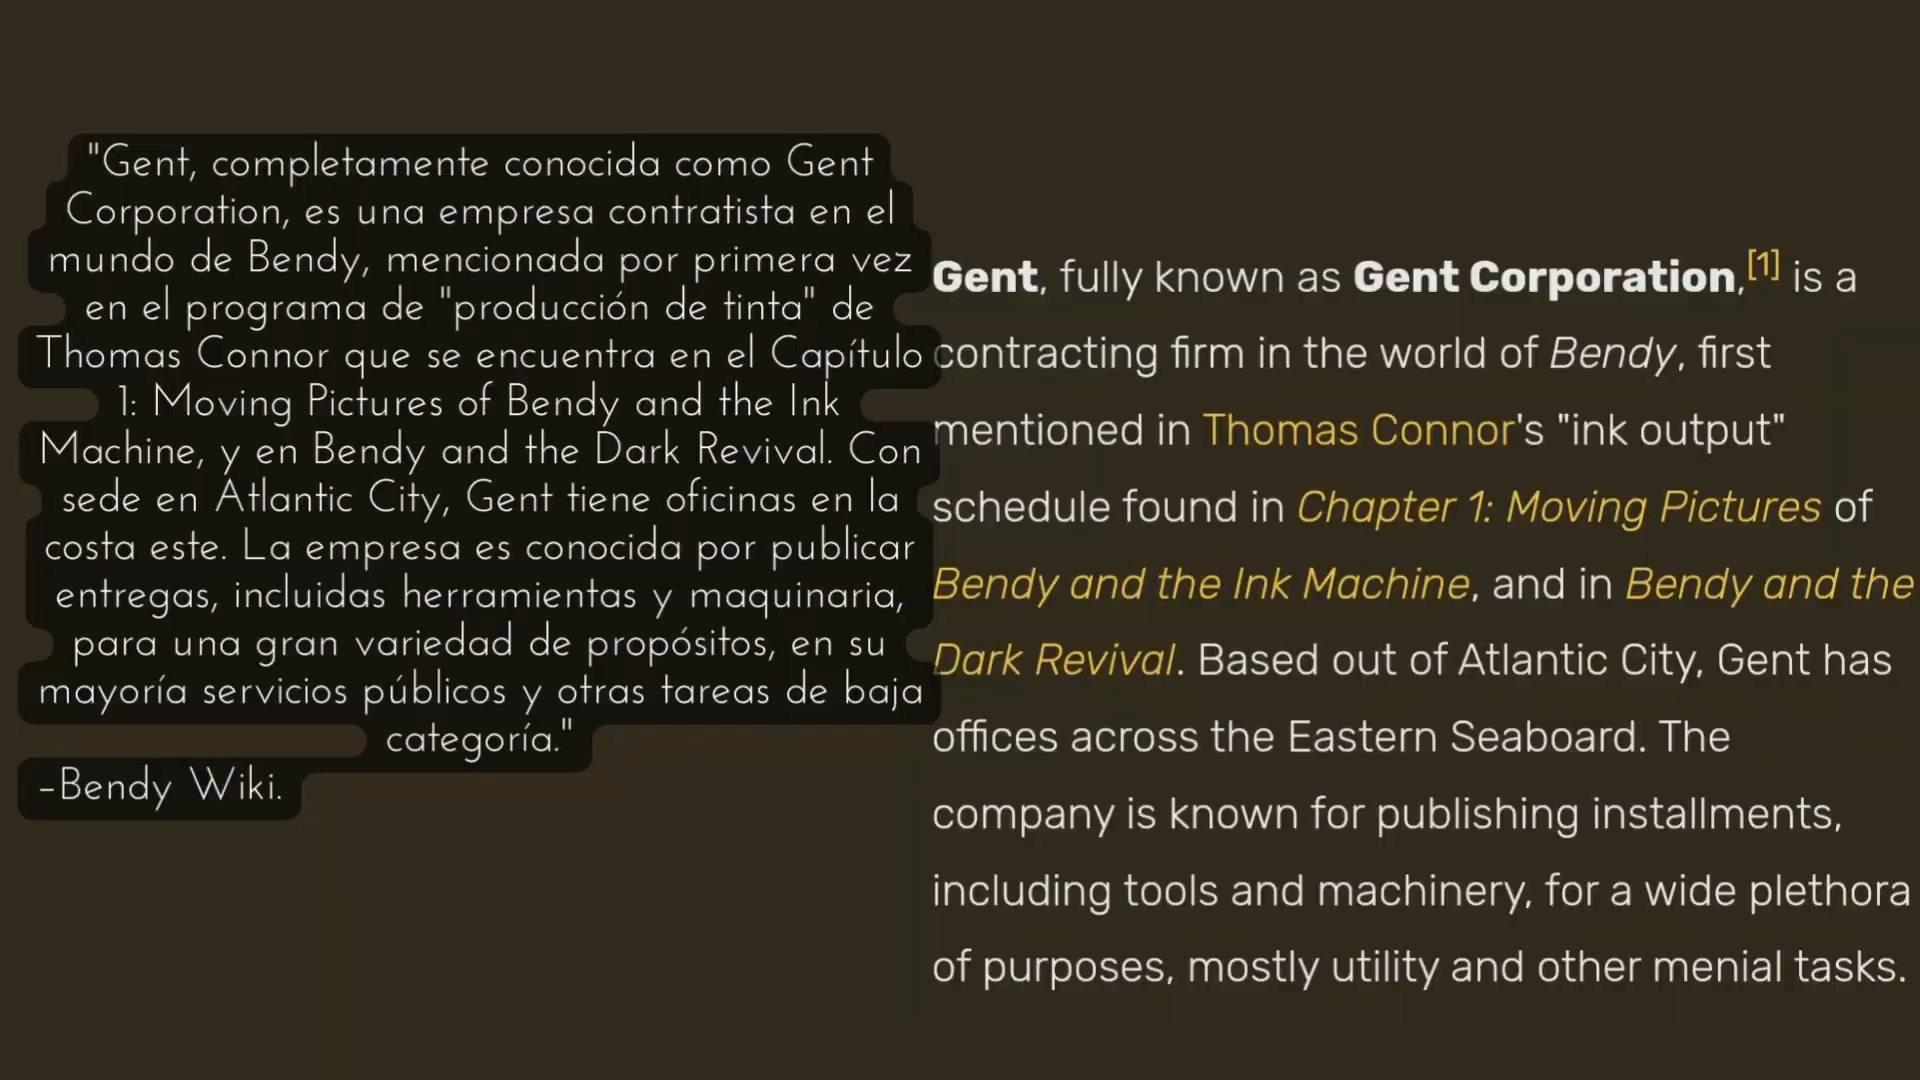 "Gent, completamente conocida como Gent
Corporation, es una empresa contratista en el
mundo de Bendy, mencionada por primera vez
en el programa de "producción de tinta" de
Thomas Connor que se encuentra en el Capítulo
1: Moving Pictures of Bendy and the Ink
Machine, y en Bendy and the Dark Revival. Con
sede en Atlantic City, Gent tiene oficinas en la
costa este. La empresa es conocida por publicar
entregas, incluidas herramientas y maquinaria,
para una gran variedad de propósitos, en su
mayoría servicios públicos y otras tareas de baja
categoría."
-Bendy Wiki.
Gent, fully known as Gent Corporation,[1] is a
contracting firm in the world of Bendy, first
mentioned in Thomas Connor's "ink output"
schedule found in Chapter 1: Moving Pictures of
Bendy and the Ink Machine, and in Bendy and the
Dark Revival. Based out of Atlantic City, Gent has
offices across the Eastern Seaboard. The
company is known for publishing installments,
including tools and machinery, for a wide plethora
of purposes, mostly utility and other menial tasks.